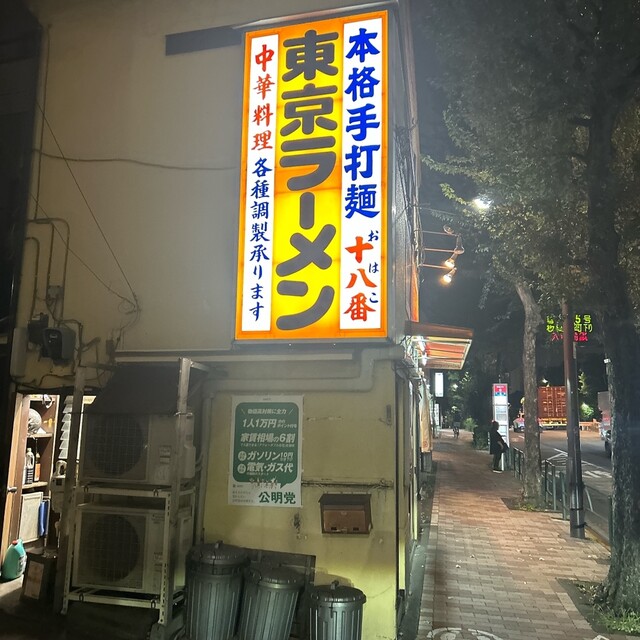 本格手打麺
おはこ
十八番
東京ラーメン
中華料理
各種調製承ります
1人1万円
家賃相場の6割
ガソリン
電気・ガス代
公明党